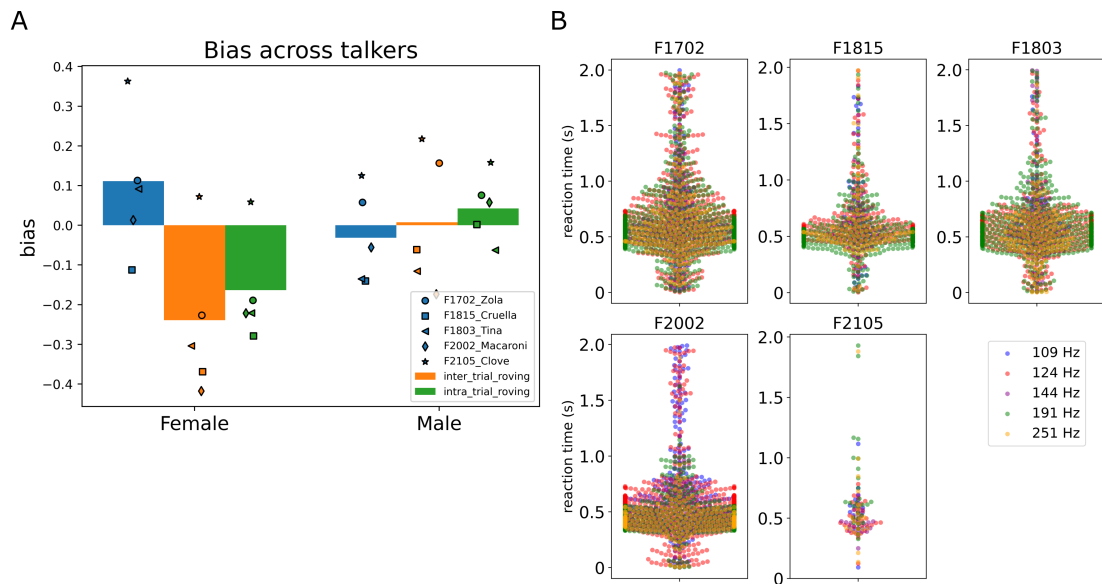 A
Bias across talkers
bias
0.4
0.3
0.2
0.1
0.0
−0.1
−0.2
−0.3
−0.4
Female
Male
F1702_Zola
F1815_Cruella
F1803_Tina
F2002_Macaroni
F2105_Clove
inter_trial_roving
intra_trial_roving
B
F1702
F1815
F1803
reaction time (s)
2.0
1.5
1.0
0.5
0
2.0
1.5
1.0
0.5
0
2.0
1.5
1.0
0.5
0
F2002
F2105
reaction time (s)
2.0
1.5
1.0
0.5
0
2.0
1.5
1.0
0.5
0
109 Hz
124 Hz
144 Hz
191 Hz
251 Hz